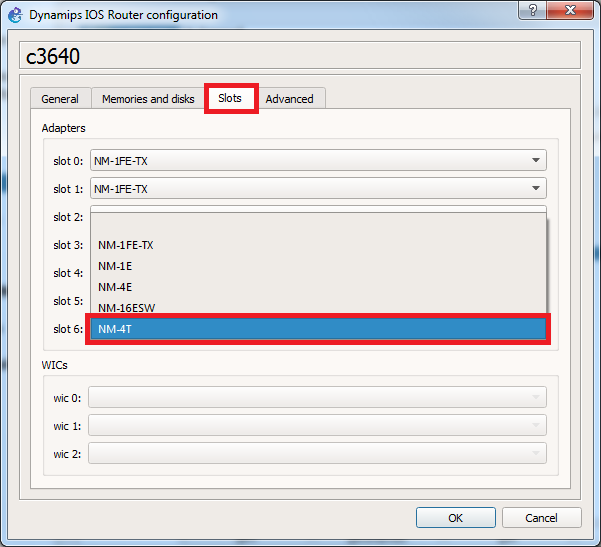 Dynamips IOS Router configuration
c3640
General Memories and disks Slots Advanced
Adapters
slot 0: NM-1FE-TX
slot 1: NM-1FE-TX
slot 2:
slot 3: NM-1FE-TX
slot 4: NM-1E
NM-4E
slot 5: NM-16ESW
slot 6: NM-4T
WICs
wic 0:
wic 1:
wic 2:
OK Cancel